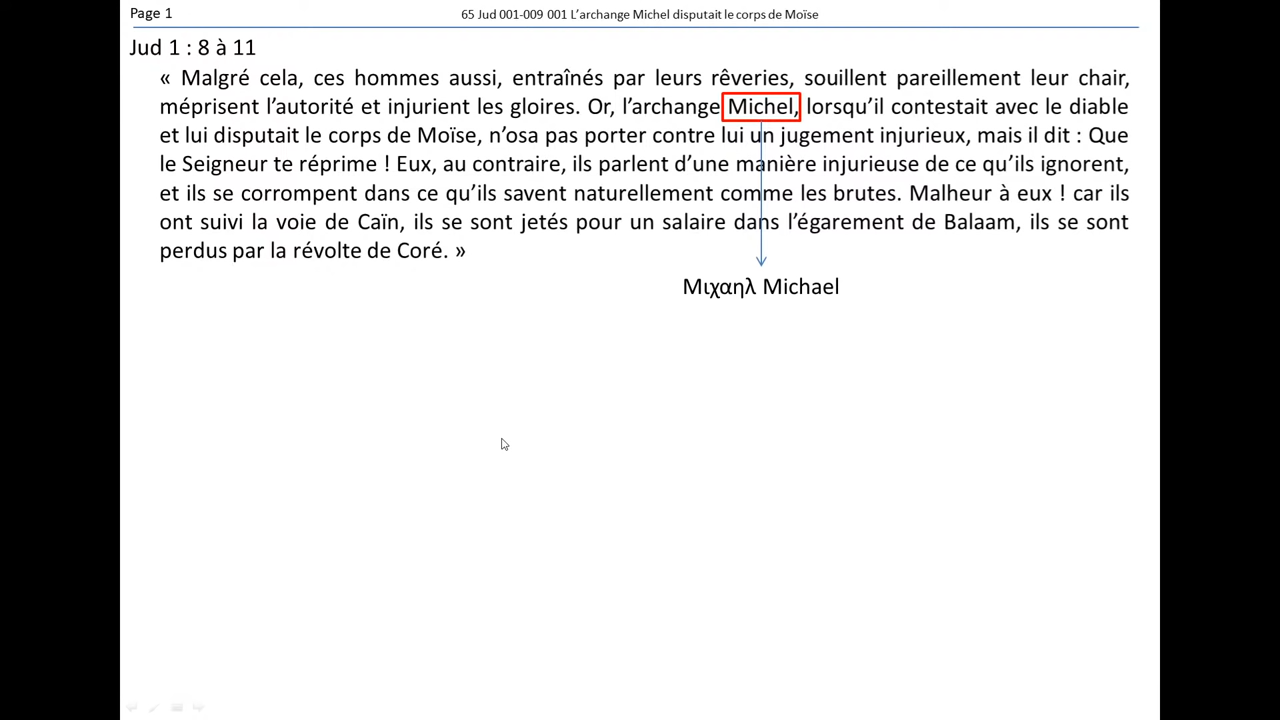 Page 1
65 Jud 001-009 001 L’archange Michel disputait le corps de Moïse
Jud 1 : 8 à 11
« Malgré cela, ces hommes aussi, entraînés par leurs rêveries, souillent pareillement leur chair,
méprisent l’autorité et injurient les gloires. Or, l’archange Michel, lorsqu’il contestait avec le diable
et lui disputait le corps de Moïse, n’osa pas porter contre lui un jugement injurieux, mais il dit : Que
le Seigneur te réprime ! Eux, au contraire, ils parlent d’une manière injurieuse de ce qu’ils ignorent,
et ils se corrompent dans ce qu’ils savent naturellement comme les brutes. Malheur à eux ! car ils
ont suivi la voie de Caïn, ils se sont jetés pour un salaire dans l’égarement de Balaam, ils se sont
perdus par la révolte de Coré. »
Μιχαηλ Michael